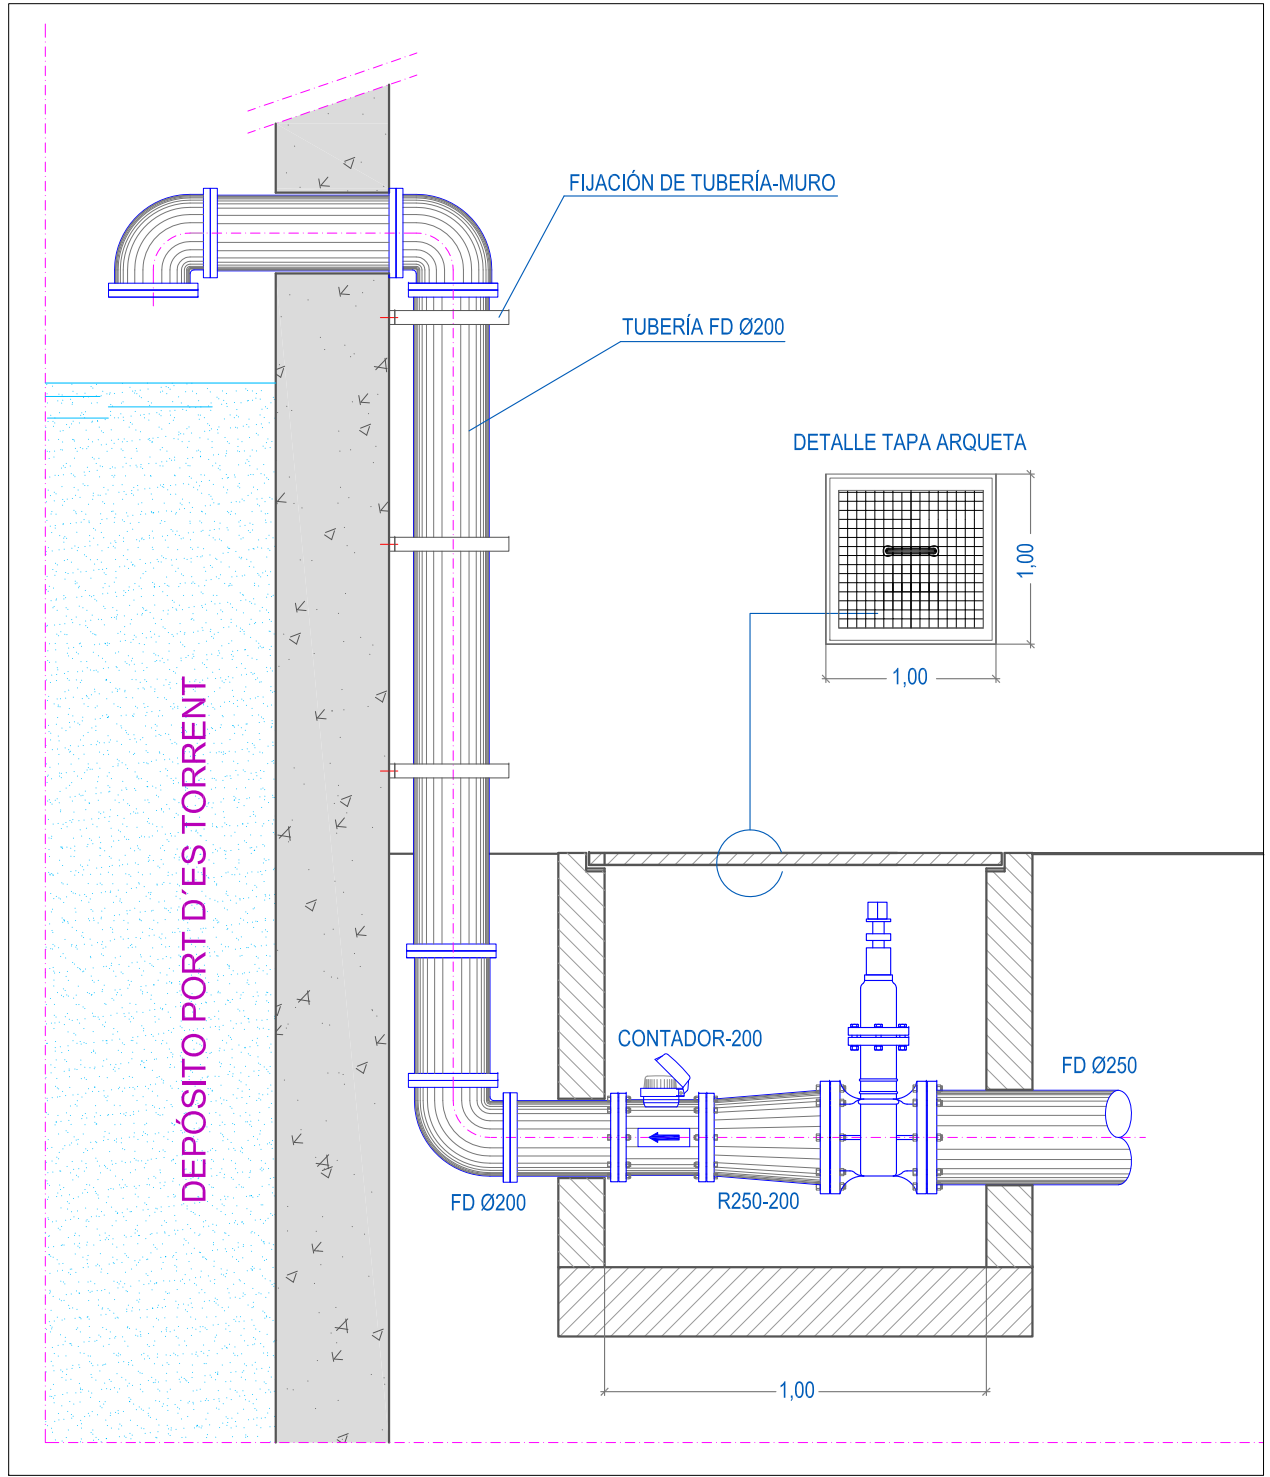 FIJACIÓN DE TUBERÍA-MURO
TUBERÍA FD Ø200
DETALLE TAPA ARQUETA
1,00
1,00
DEPÓSITO PORT D´ES TORRENT
CONTADOR-200
FD Ø250
FD Ø200
R250-200
1,00